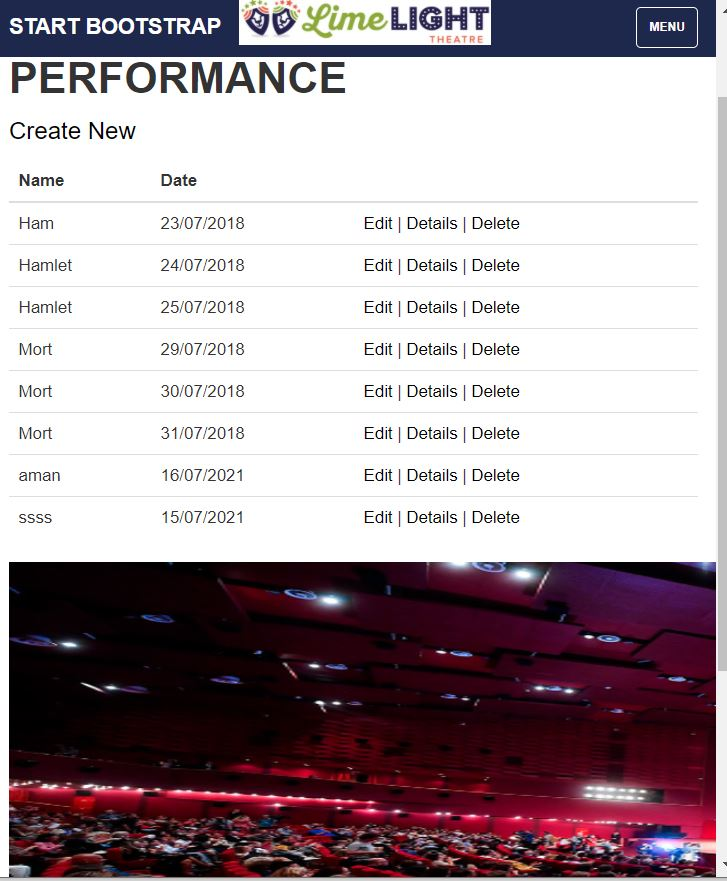 START BOOTSTRAP
Lime LIGHT
THEATRE
MENU
PERFORMANCE
Create New
Name Date
Ham 23/07/2018 Edit | Details | Delete
Hamlet 24/07/2018 Edit | Details | Delete
Hamlet 25/07/2018 Edit | Details | Delete
Mort 29/07/2018 Edit | Details | Delete
Mort 30/07/2018 Edit | Details | Delete
Mort 31/07/2018 Edit | Details | Delete
aman 16/07/2021 Edit | Details | Delete
ssss 15/07/2021 Edit | Details | Delete